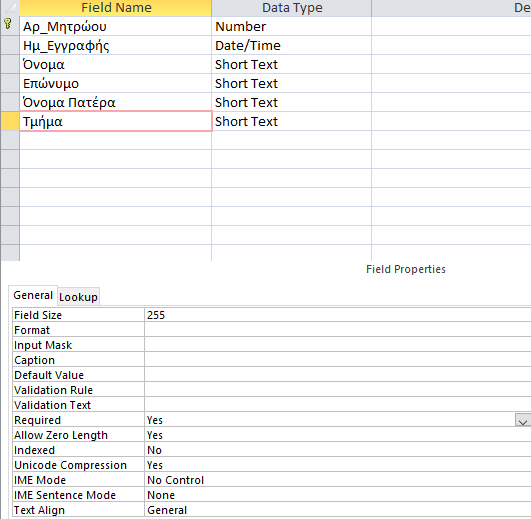 Field Name Data Type De
Αρ_Μητρώου Number
Ημ_Εγγραφής Date/Time
Όνομα Short Text
Επώνυμο Short Text
Όνομα Πατέρα Short Text
Τμήμα Short Text
Field Properties
General Lookup
Field Size 255
Format
Input Mask
Caption
Default Value
Validation Rule
Validation Text
Required Yes
Allow Zero Length Yes
Indexed No
Unicode Compression Yes
IME Mode No Control
IME Sentence Mode None
Text Align General